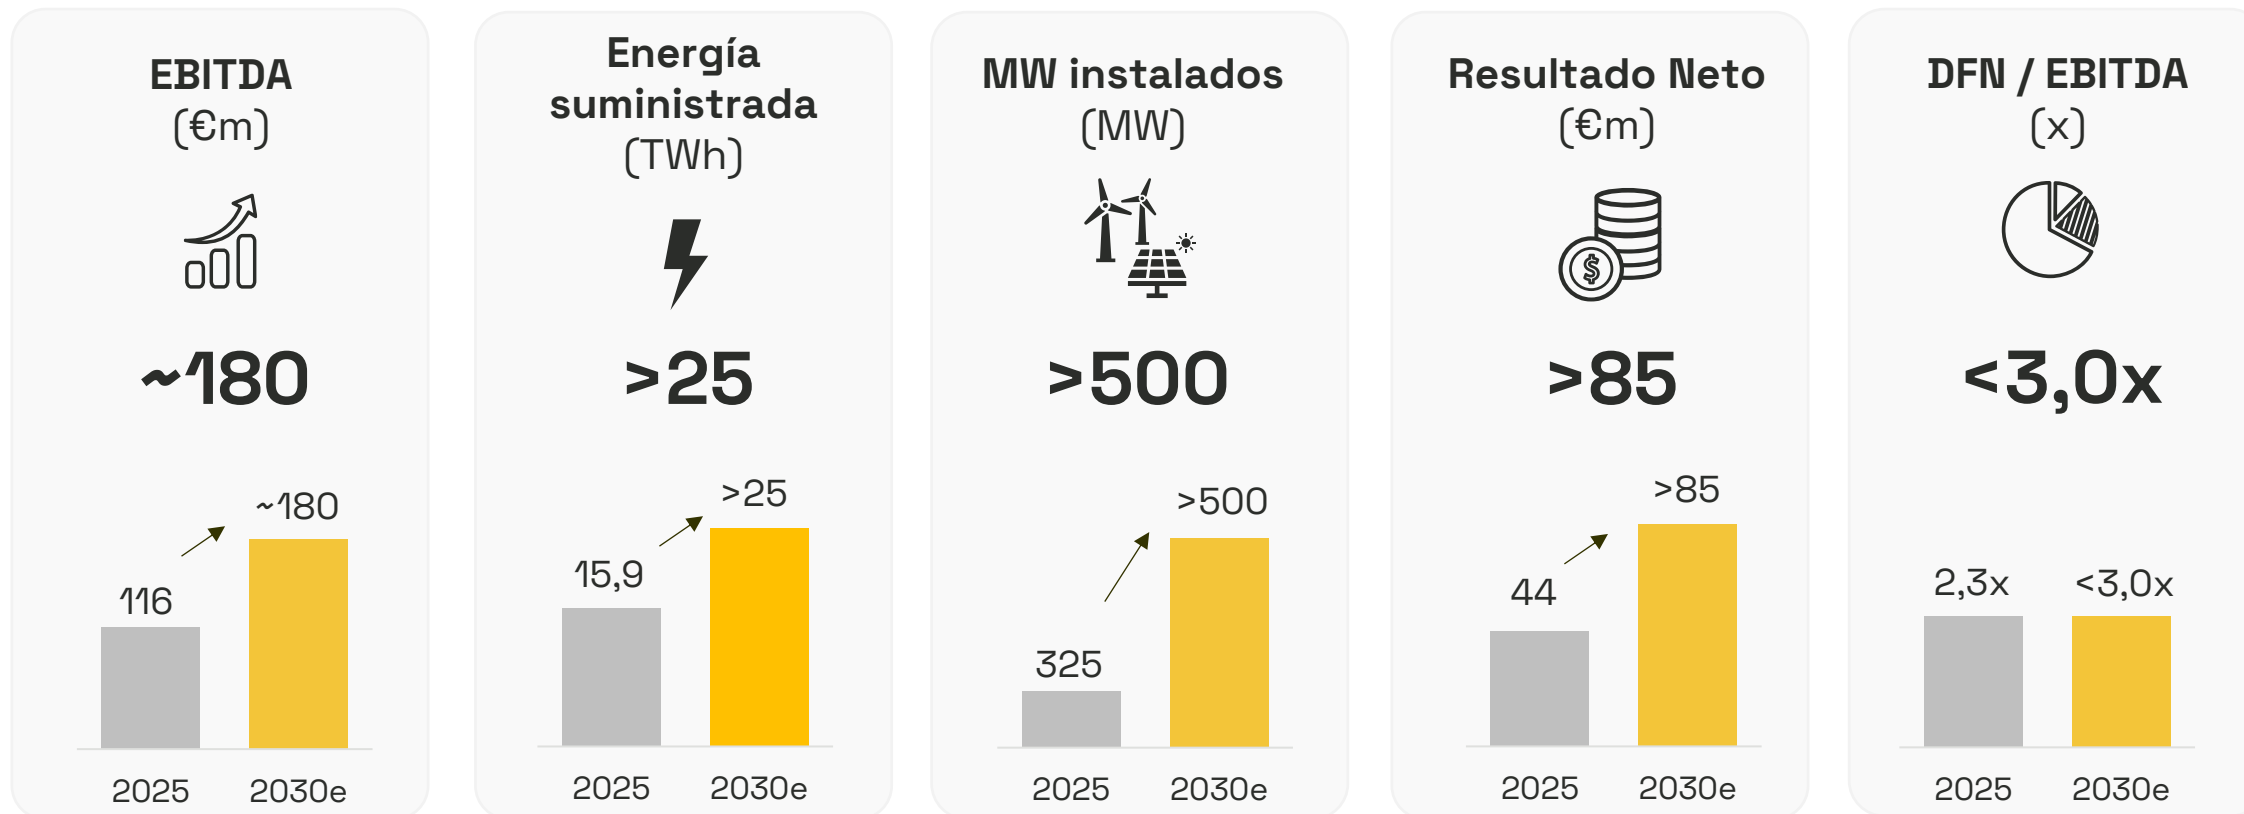 EBITDA
(€m)
~180
~180
116
2025 2030e
Energía
suministrada
(TWh)
>25
>25
15,9
2025 2030e
MW instalados
(MW)
>500
>500
325
2025 2030e
Resultado Neto
(€m)
$
>85
>85
44
2025 2030e
DFN / EBITDA
(x)
<3,0x
2,3x <3,0x
2025 2030e